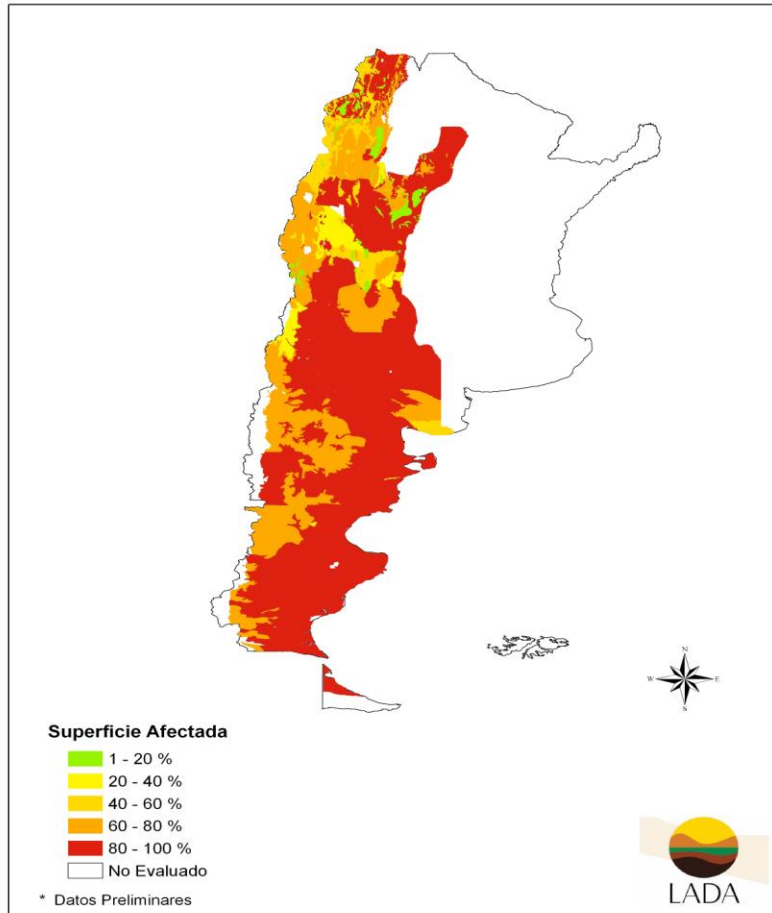 N
W E
S
Superficie Afectada
1 - 20 %
20 - 40 %
40 - 60 %
60 - 80 %
80 - 100 %
No Evaluado
* Datos Preliminares
LADA